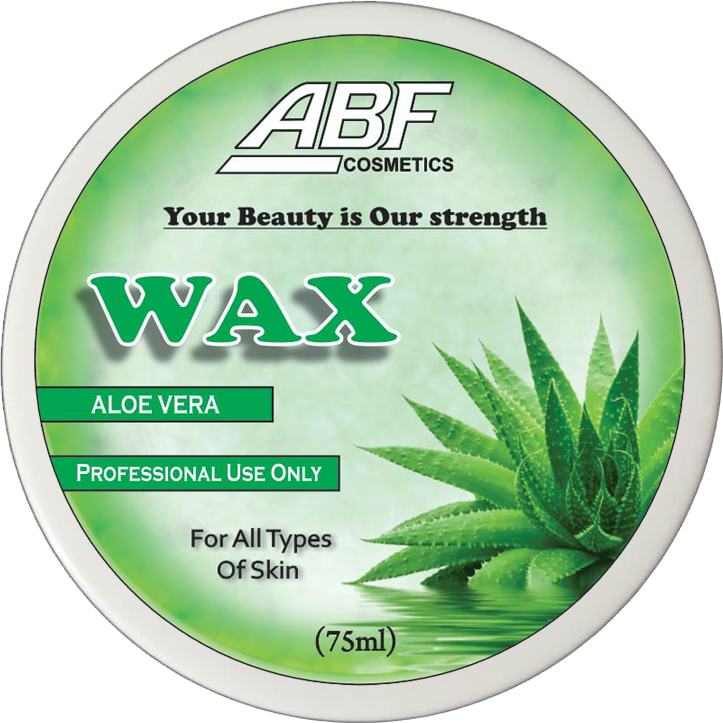 ABF
COSMETICS
Your Beauty is Our strength
WAX
ALOE VERA
PROFESSIONAL USE ONLY
For All Types
Of Skin
(75ml)